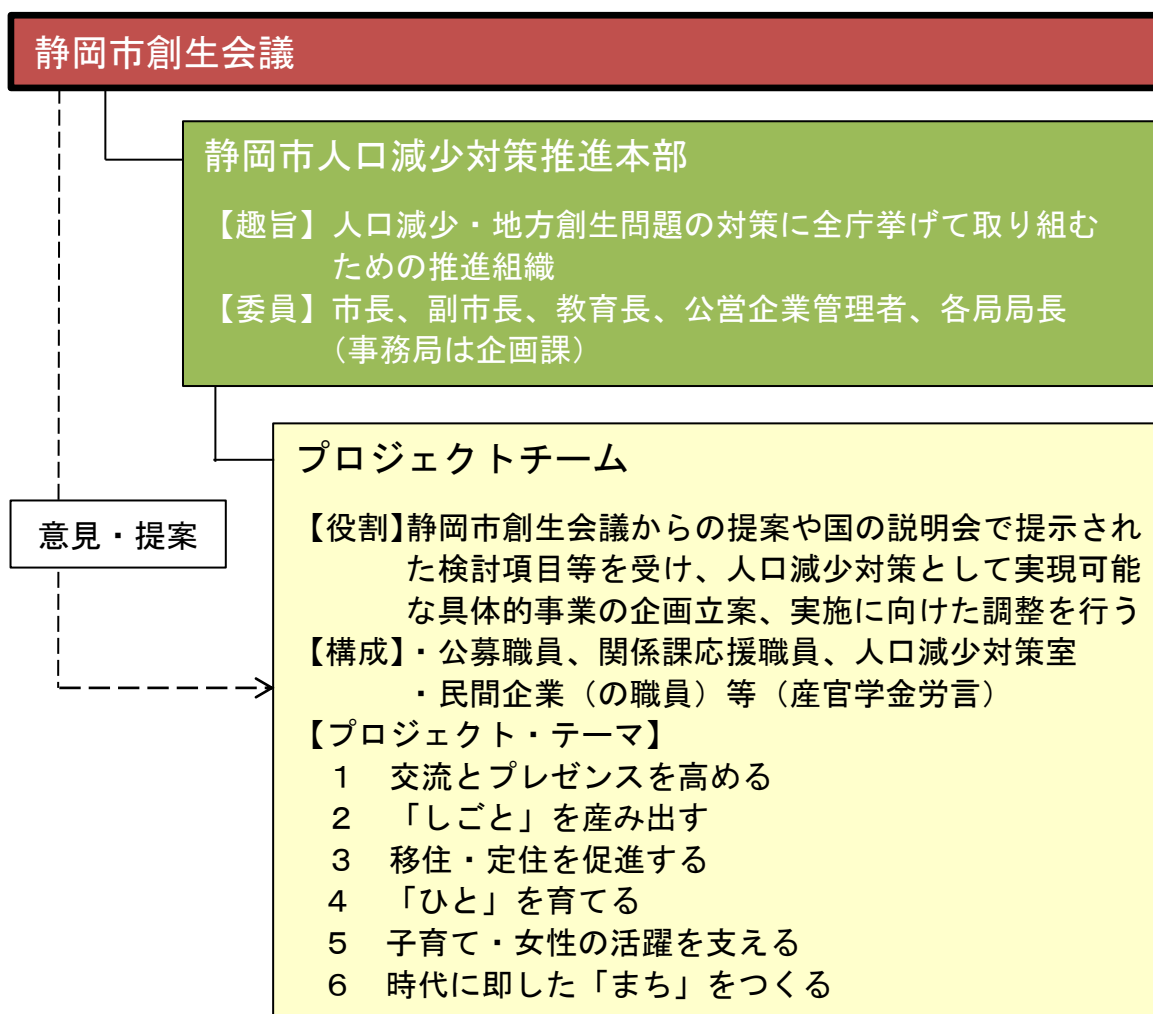 静岡市創生会議
静岡市人口減少対策推進本部
【趣旨】人口減少・地方創生問題の対策に全庁挙げて取り組む
ための推進組織
【委員】市長、副市長、教育長、公営企業管理者、各局局長
（事務局は企画課）
プロジェクトチーム
意見・提案
【役割】静岡市創生会議からの提案や国の説明会で提示され
た検討項目等を受け、人口減少対策として実現可能
な具体的事業の企画立案、実施に向けた調整を行う
【構成】・公募職員、関係課応援職員、人口減少対策室
・民間企業（の職員）等（産官学金労言）
【プロジェクト・テーマ】
１　交流とプレゼンスを高める
２　「しごと」を産み出す
３　移住・定住を促進する
４　「ひと」を育てる
５　子育て・女性の活躍を支える
６　時代に即した「まち」をつくる